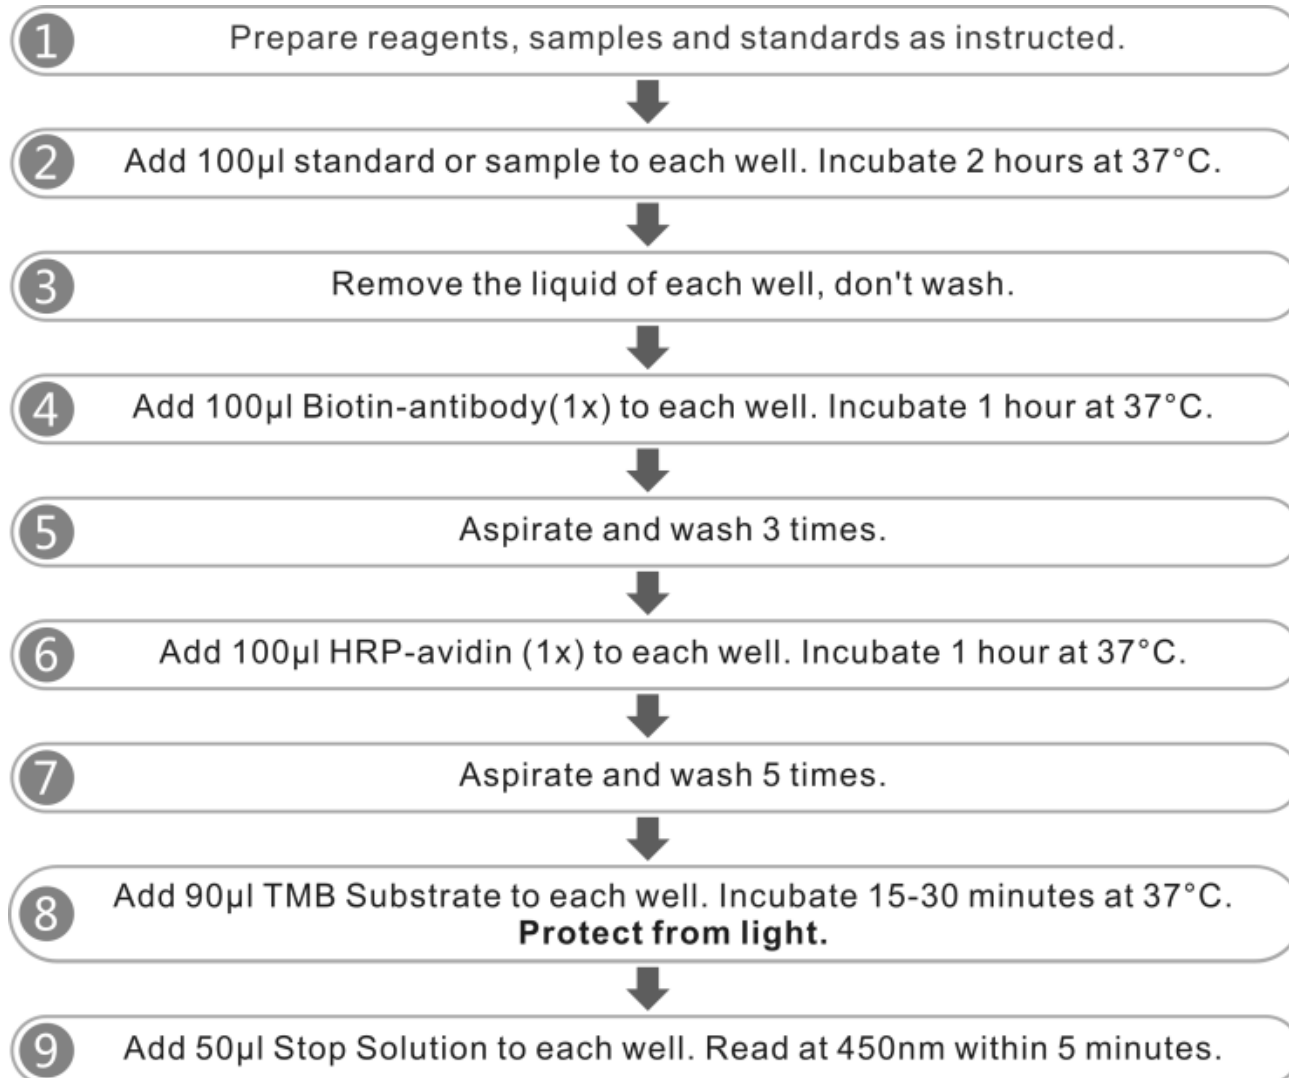 1 Prepare reagents, samples and standards as instructed.
2 Add 100µl standard or sample to each well. Incubate 2 hours at 37°C.
3 Remove the liquid of each well, don't wash.
4 Add 100µl Biotin-antibody(1x) to each well. Incubate 1 hour at 37°C.
5 Aspirate and wash 3 times.
6 Add 100µl HRP-avidin (1x) to each well. Incubate 1 hour at 37°C.
7 Aspirate and wash 5 times.
8 Add 90µl TMB Substrate to each well. Incubate 15-30 minutes at 37°C.
Protect from light.
9 Add 50µl Stop Solution to each well. Read at 450nm within 5 minutes.